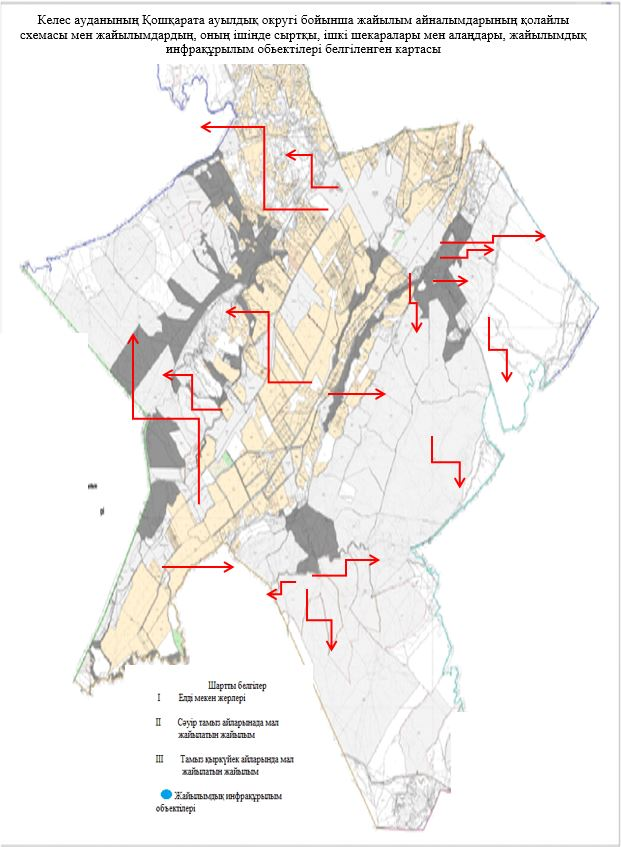 Келес ауданының Қошқарата ауылдық округі бойынша жайылым айналымдарының қолайлы
схемасы мен жайылымдардың, оның ішінде сыртқы, ішкі шекаралары мен алаңдары, жайылымдық
инфрақұрылым обьектілері белгіленген картасы
Шартты белгілер
I Елді мекен жерлері
II Сәуір тамыз айларынада мал
жайылатын жайылым
III Тамыз қыркүйек айларында мал
жайылатын жайылым
Жайылымдық инфрақұрылым
объектілері